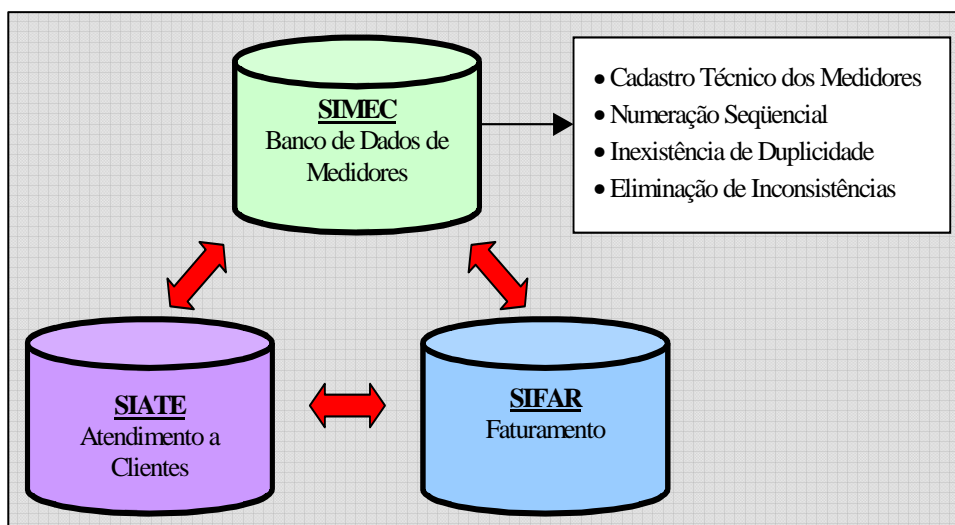 SIMEC
Banco de Dados de
Medidores
• Cadastro Técnico dos Medidores
• Numeração Seqüencial
• Inexistência de Duplicidade
• Eliminação de Inconsistências
SIATE
Atendimento a
Clientes
SIFAR
Faturamento